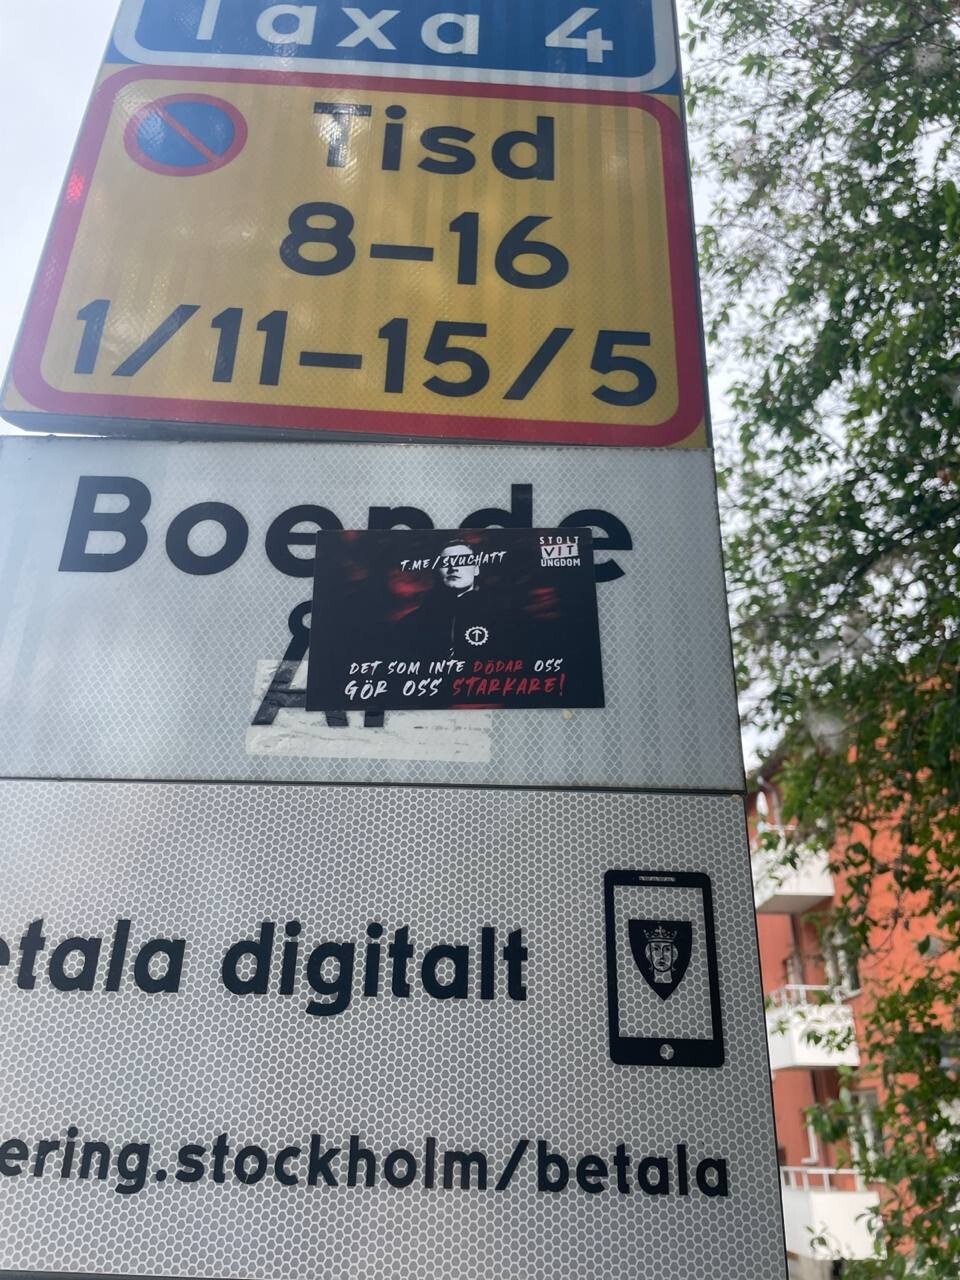 Taxa 4
Tisd
8-16
1/11-15/5
Boende
T.ME/SVUCHATT
STOLT
VIT
UNGDOM
DET SOM INTE DÖDAR OSS
GÖR OSS STARKARE!
etala digitalt
ering.stockholm/betala